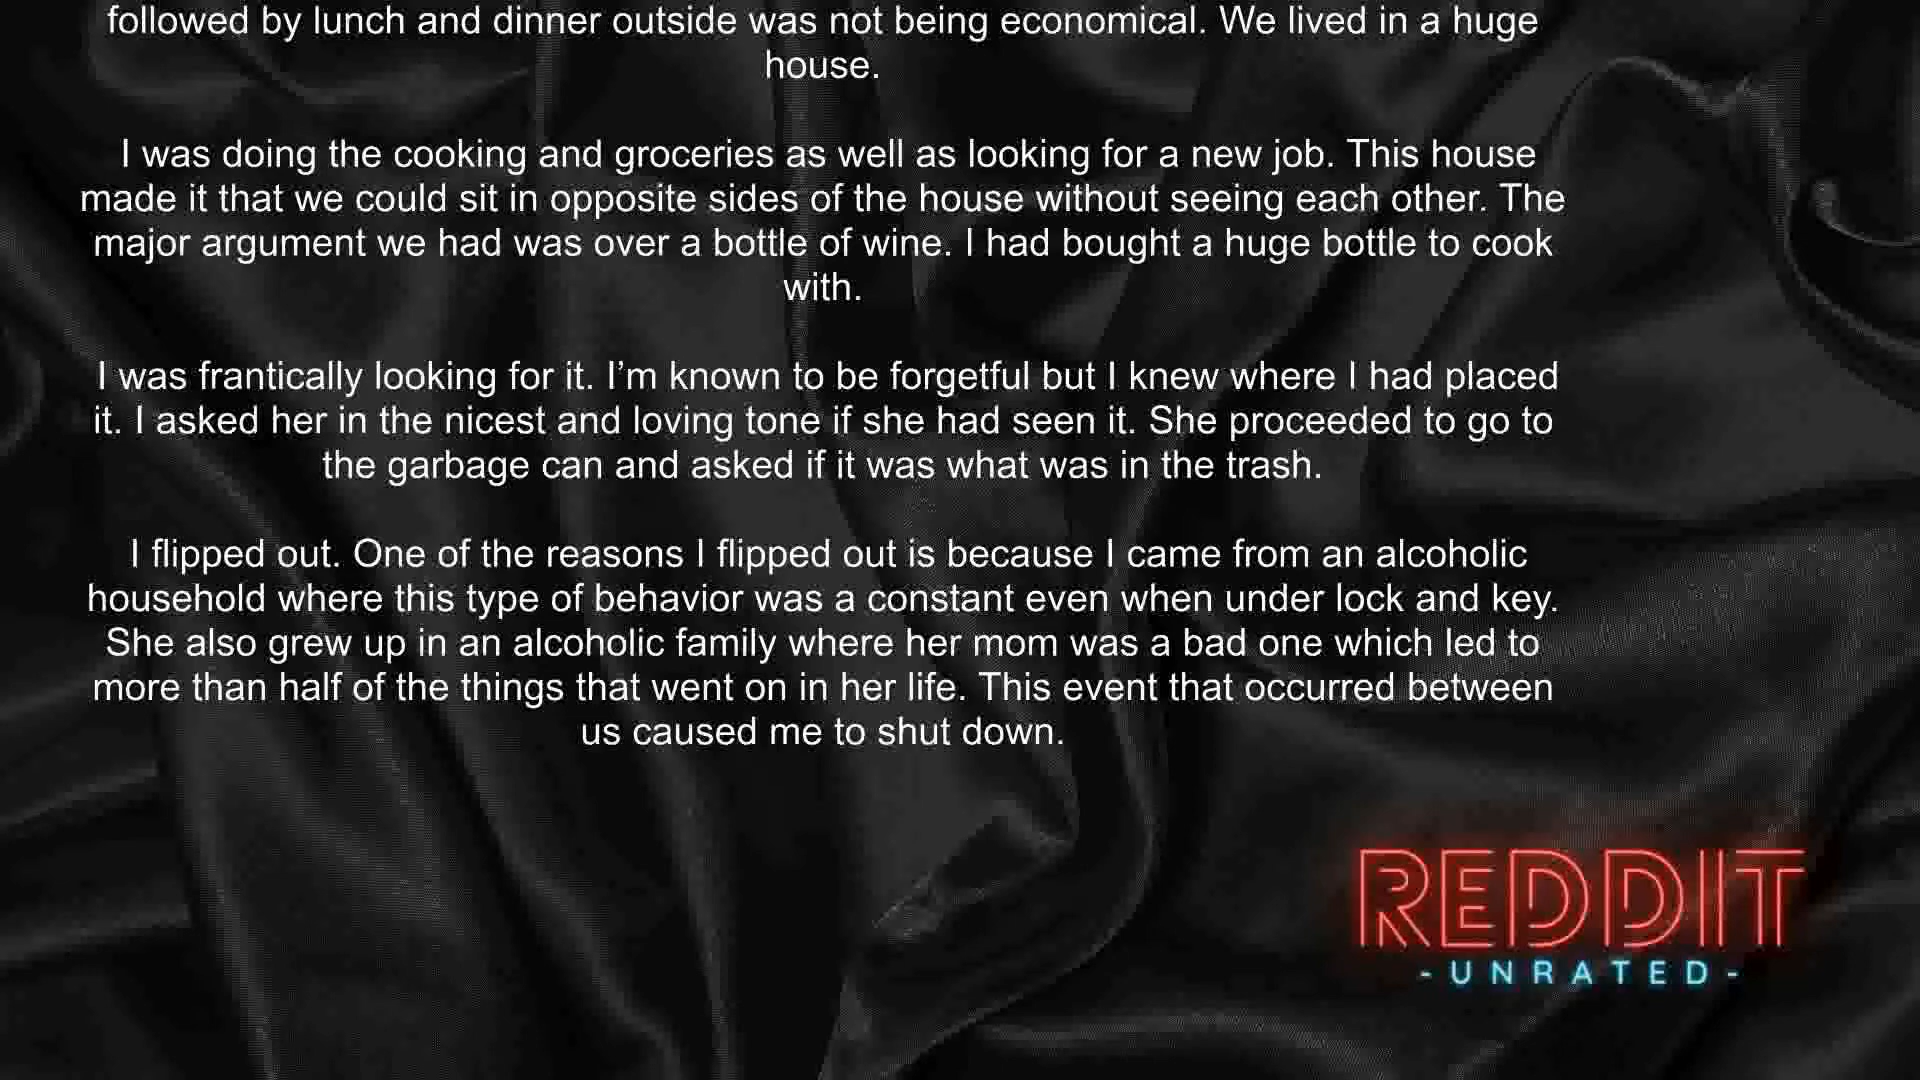 followed by lunch and dinner outside was not being economical. We lived in a huge
house.
I was doing the cooking and groceries as well as looking for a new job. This house
made it that we could sit in opposite sides of the house without seeing each other. The
major argument we had was over a bottle of wine. I had bought a huge bottle to cook
with.
I was frantically looking for it. I’m known to be forgetful but I knew where I had placed
it. I asked her in the nicest and loving tone if she had seen it. She proceeded to go to
the garbage can and asked if it was what was in the trash.
I flipped out. One of the reasons I flipped out is because I came from an alcoholic
household where this type of behavior was a constant even when under lock and key.
She also grew up in an alcoholic family where her mom was a bad one which led to
more than half of the things that went on in her life. This event that occurred between
us caused me to shut down.
REDDIT
- UNRATED -